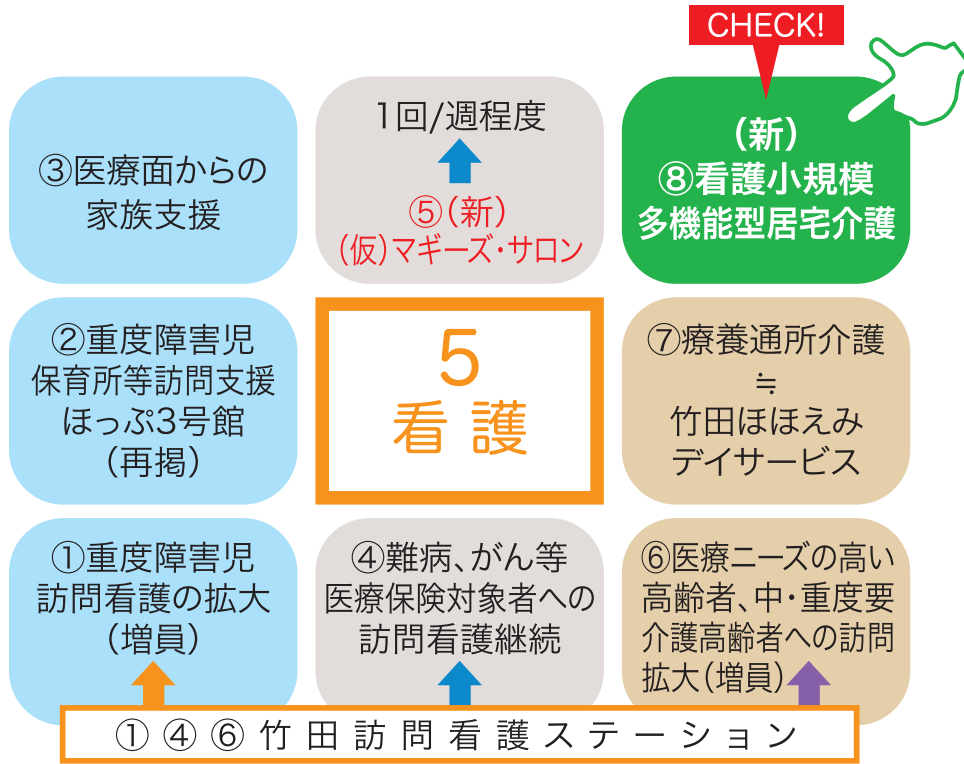 CHECK!
③医療面からの
家族支援
1回/週程度
⑤(新)
(仮)マギーズ・サロン
(新)
⑧看護小規模
多機能型居宅介護
②重度障害児
保育所等訪問支援
ほっぷ3号館
(再掲)
5
看護
⑦療養通所介護
≒
竹田ほほえみ
デイサービス
①重度障害児
訪問看護の拡大
(増員)
④難病、がん等
医療保険対象者への
訪問看護継続
⑥医療ニーズの高い
高齢者、中・重度要
介護高齢者への訪問
拡大(増員)
①④⑥竹田訪問看護ステーション